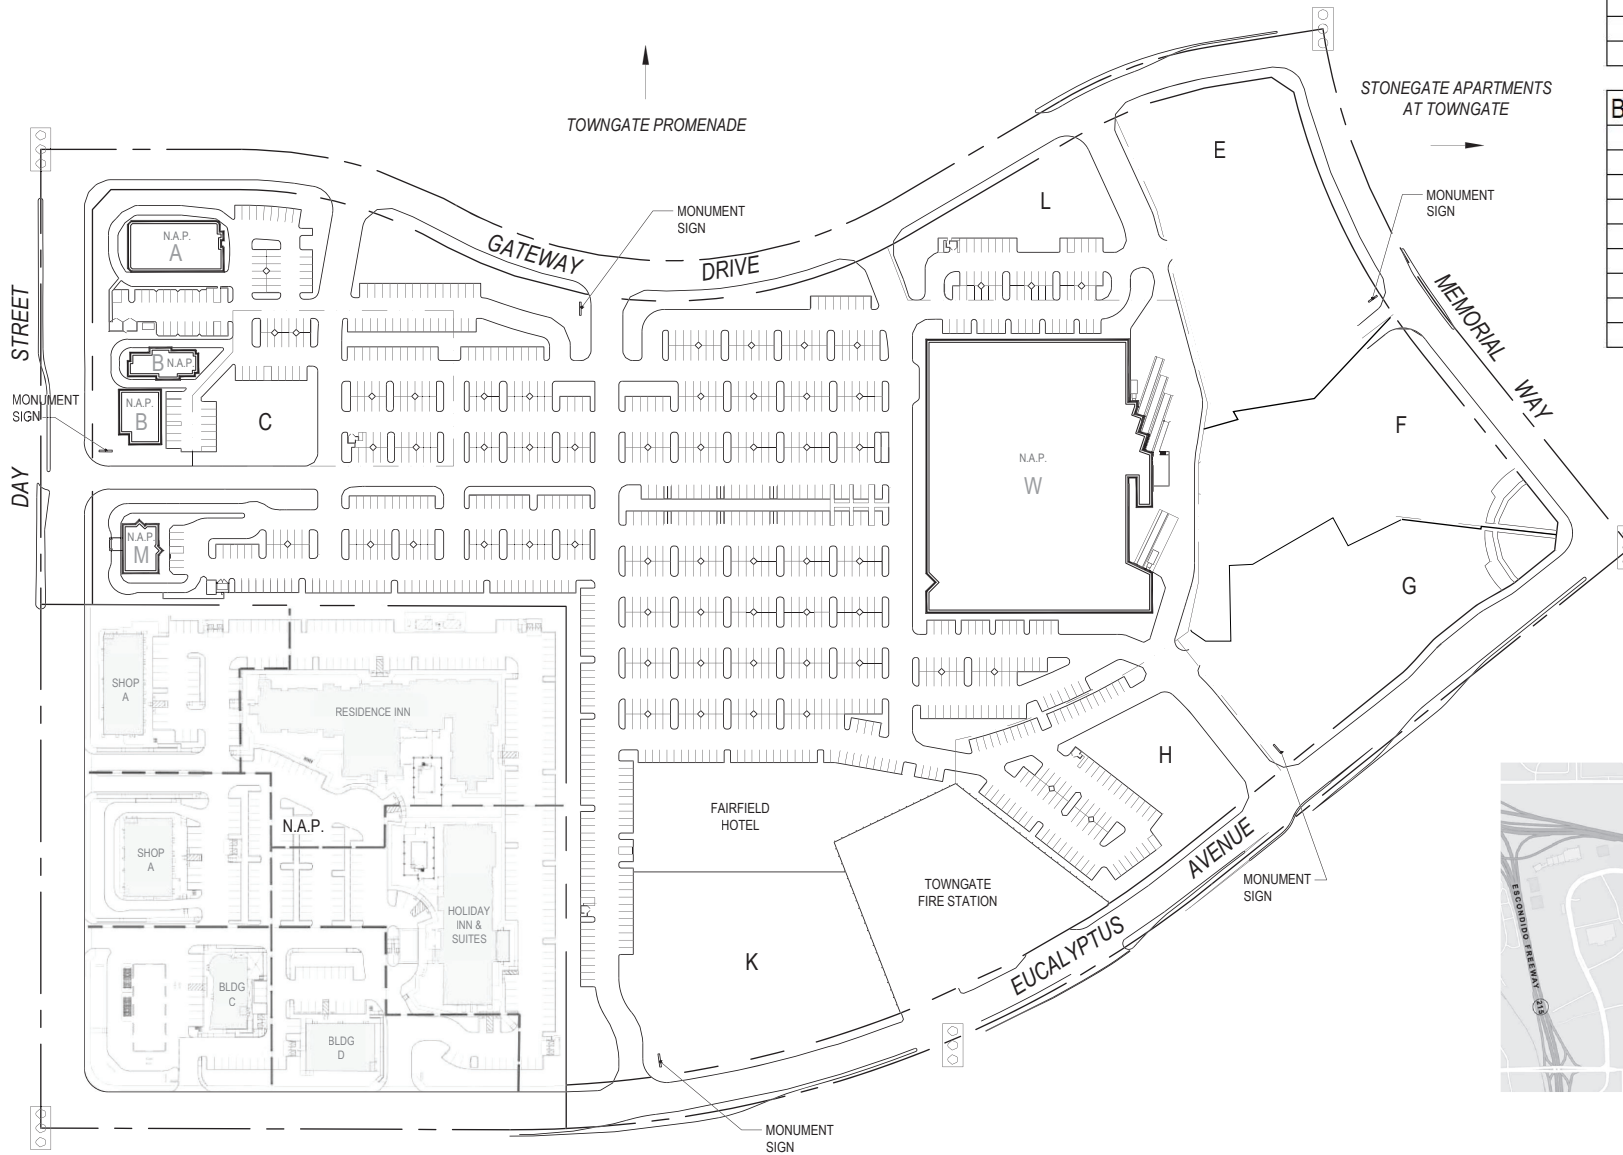 TOWNGATE PROMENADE
STONEGATE APARTMENTS
AT TOWNGATE
B
E
L
MONUMENT
SIGN
MONUMENT
SIGN
N.A.P.
A
GATEWAY
DRIVE
MEMORIAL
WAY
DAY
STREET
B N.A.P.
N.A.P.
B
C
MONUMENT
SIGN
F
N.A.P.
W
N.A.P.
M
G
SHOP
A
RESIDENCE INN
H
FAIRFIELD
HOTEL
N.A.P.
SHOP
A
HOLIDAY
INN &
SUITES
TOWNGATE
FIRE STATION
MONUMENT
SIGN
EUCALYPTUS
AVENUE
K
BLDG
C
BLDG
D
MONUMENT
SIGN
ESCONDIDO FREEWAY
215